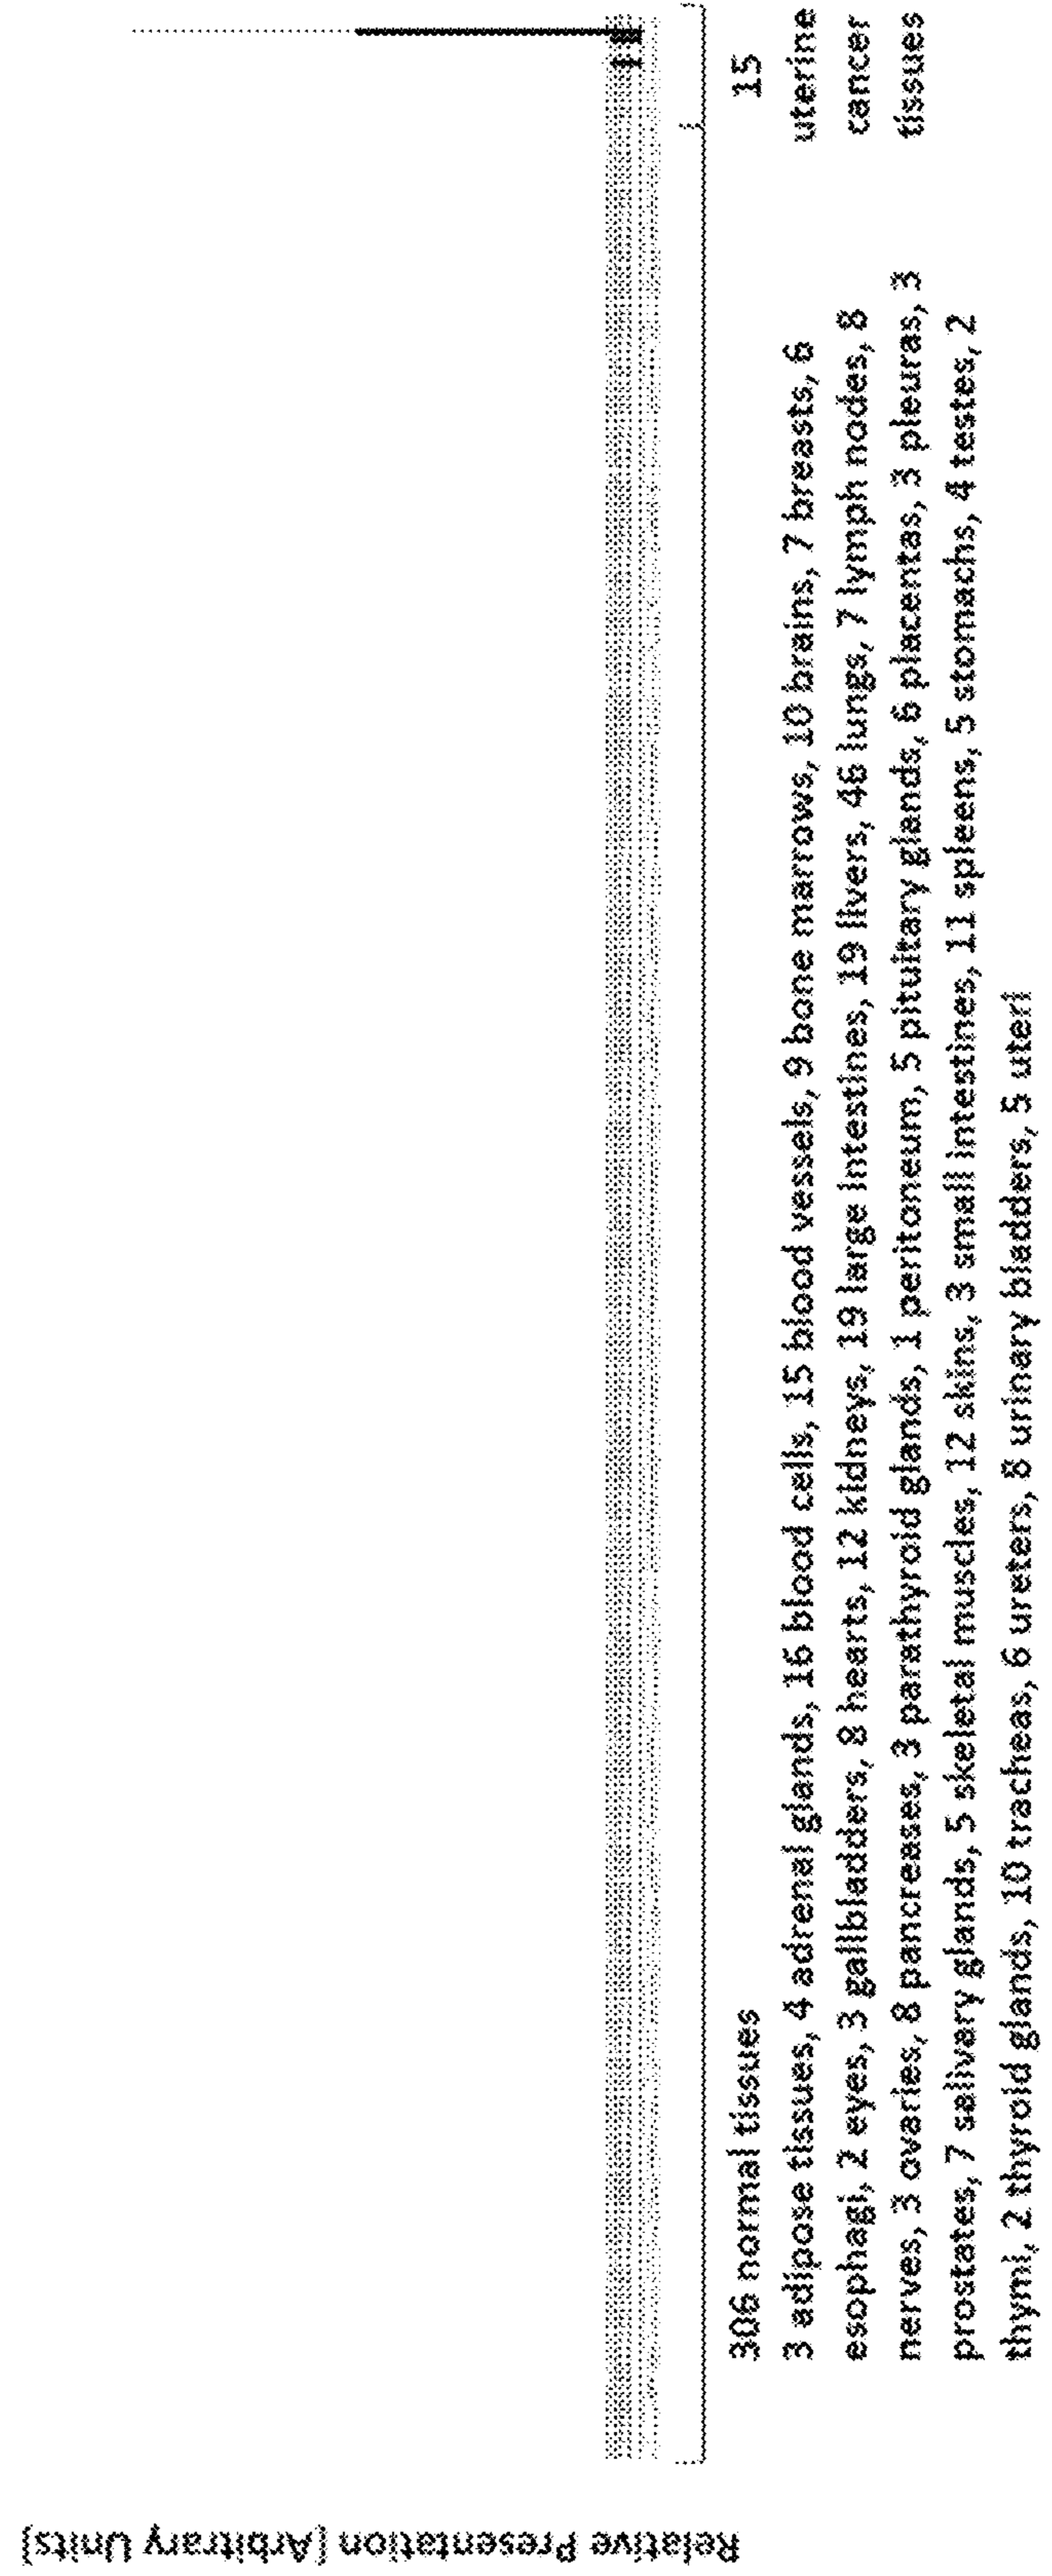 Relative Presentation [Arbitrary Units]
306 normal tissues
3 adipose tissues, 4 adrenal glands, 16 blood cells, 15 blood vessels, 9 bone marrows, 10 brains, 7 breasts, 6
esophagi, 2 eyes, 3 gallbladders, 8 hearts, 12 kidneys, 19 large intestines, 19 livers, 46 lungs, 7 lymph nodes, 8
nerves, 3 ovaries, 8 pancreases, 3 parathyroid glands, 1 peritoneum, 5 pituitary glands, 6 placentas, 3 pleuras, 3
prostates, 7 salivary glands, 5 skeletal muscles, 12 skins, 3 small intestines, 11 spleens, 5 stomachs, 4 testes, 2
thymi, 2 thyroid glands, 10 tracheas, 6 ureters, 8 urinary bladders, 5 uteri
15
uterine
cancer
tissues